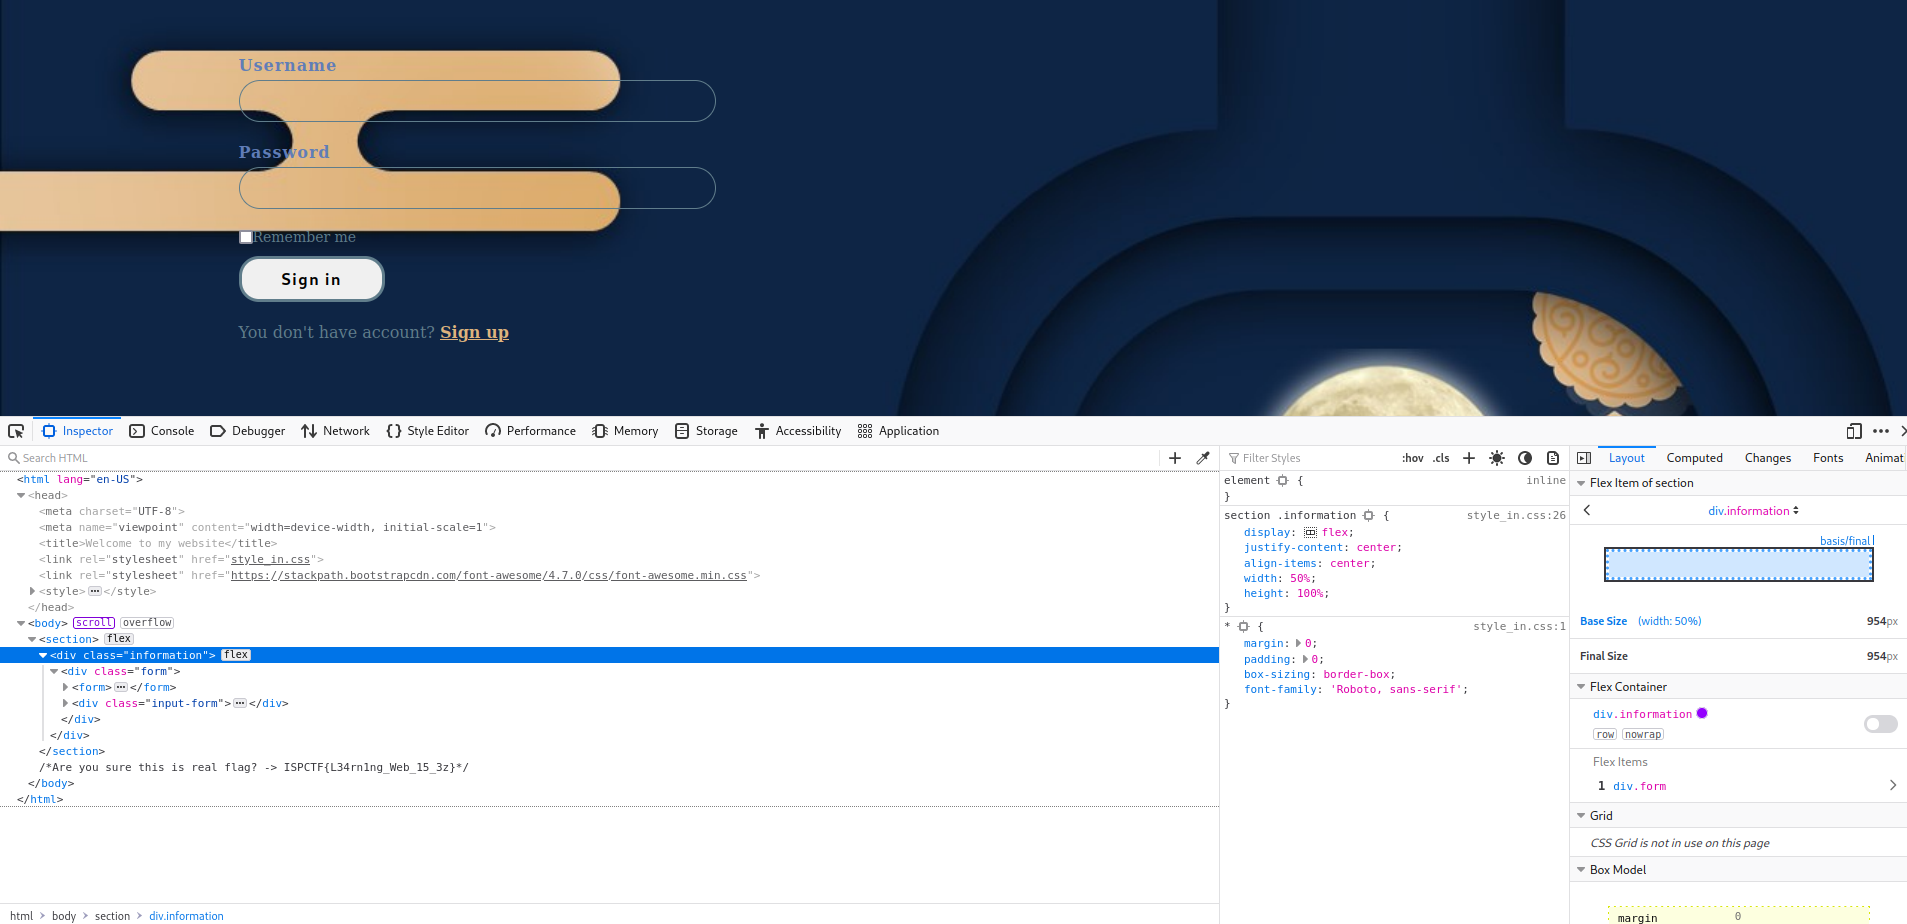 Username
Password
Remember me
Sign in
You don't have account? Sign up
Inspector Console Debugger Network Style Editor Performance Memory Storage Accessibility Application
Search HTML
<html lang="en-US">
<head>
<meta charset="UTF-8">
<meta name="viewport" content="width=device-width, initial-scale=1">
<title>Welcome to my website</title>
<link rel="stylesheet" href="style_in.css">
<link rel="stylesheet" href="https://stackpath.bootstrapcdn.com/font-awesome/4.7.0/css/font-awesome.min.css">
<style>
</style>
</head>
<body> scroll overflow
<section> flex
<div class="information"> flex
<div class="form">
<form> </form>
<div class="input-form"> </div>
</div>
</div>
</section>
/*Are you sure this is real flag? -> ISPCTF{L34rn1ng_Web_15_3z}*/
</body>
</html>
html > body > section > div.information
Filter Styles :hov .cls
element { inline
}
section .information { style_in.css:26
display: flex;
justify-content: center;
align-items: center;
width: 50%;
height: 100%;
}
* { style_in.css:1
margin: 0;
padding: 0;
box-sizing: border-box;
font-family: 'Roboto, sans-serif';
}
Layout Computed Changes Fonts Animat
Flex Item of section
div.information
basis/final
Base Size (width: 50%) 954px
Final Size 954px
Flex Container
div.information
row nowrap
Flex Items
1 div.form
Grid
CSS Grid is not in use on this page
Box Model
margin 0